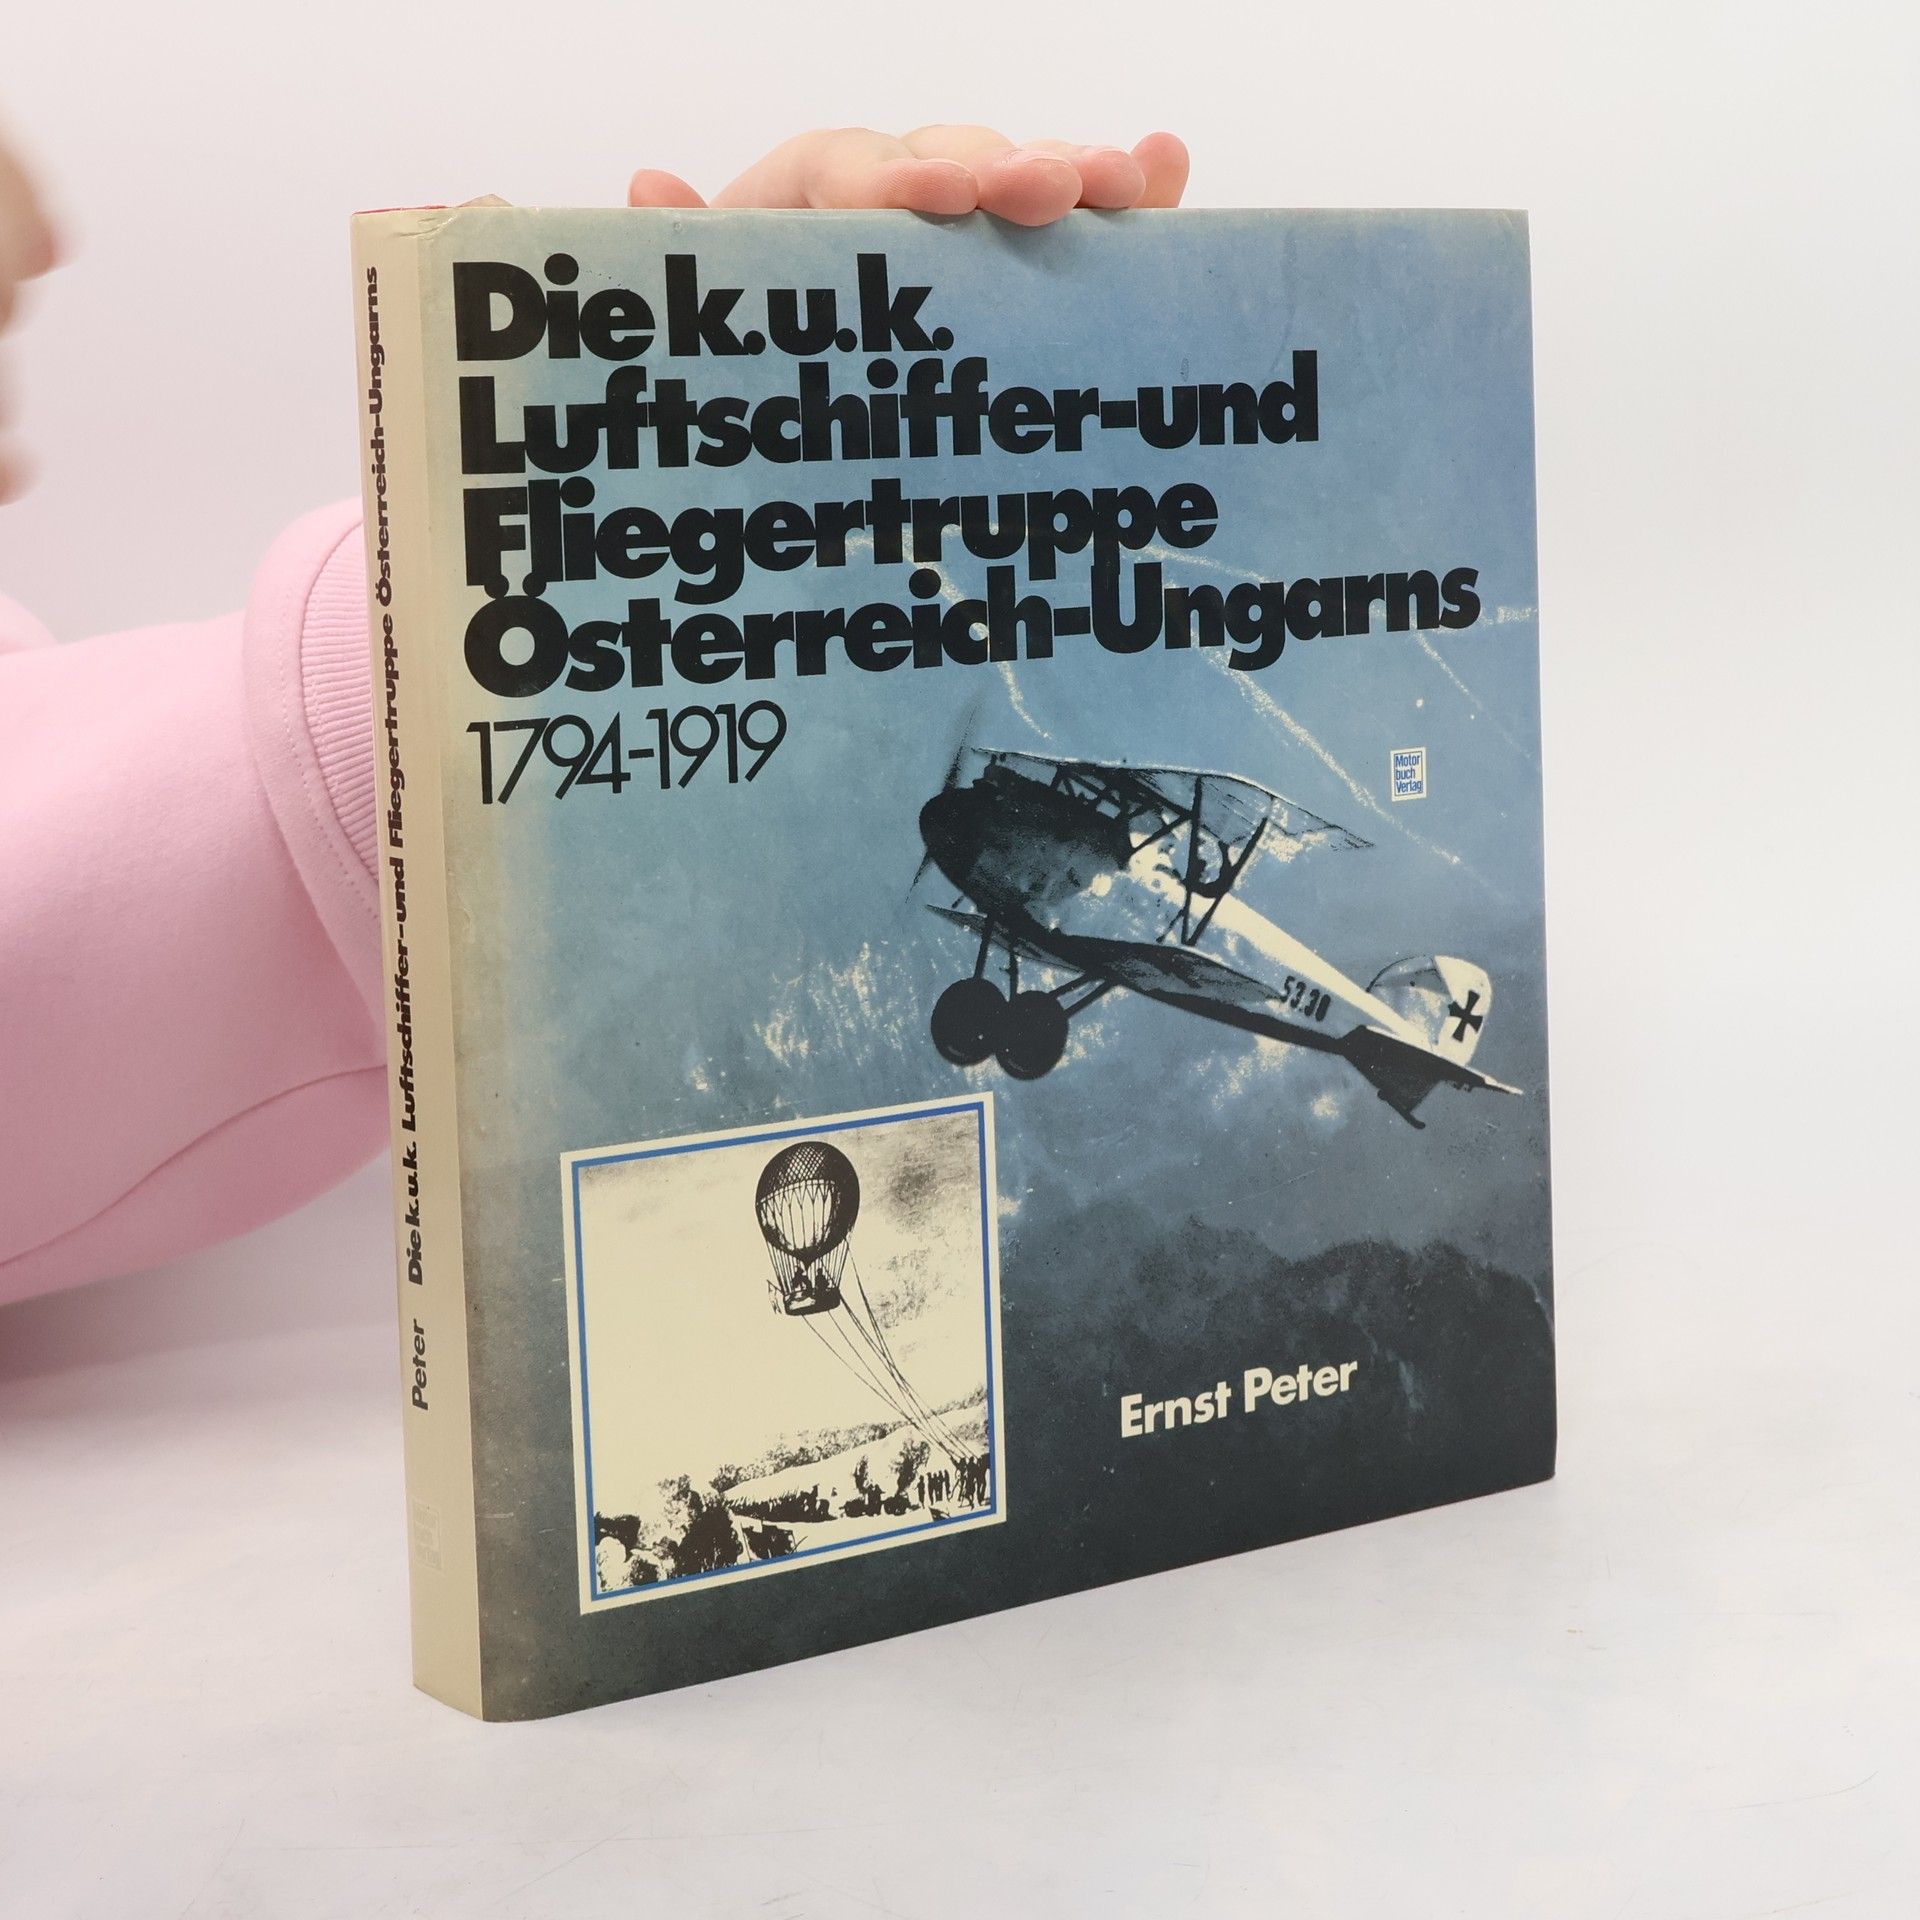 Die k.u.k.
Luftschiffer-und
Fliegertruppe
Österreich-Ungarns
1794-1919
Motor
buch
Verlag
53.30
Ernst Peter
Peter Die k.u.k. Luftschiffer-und Fliegertruppe Österreich-Ungarns